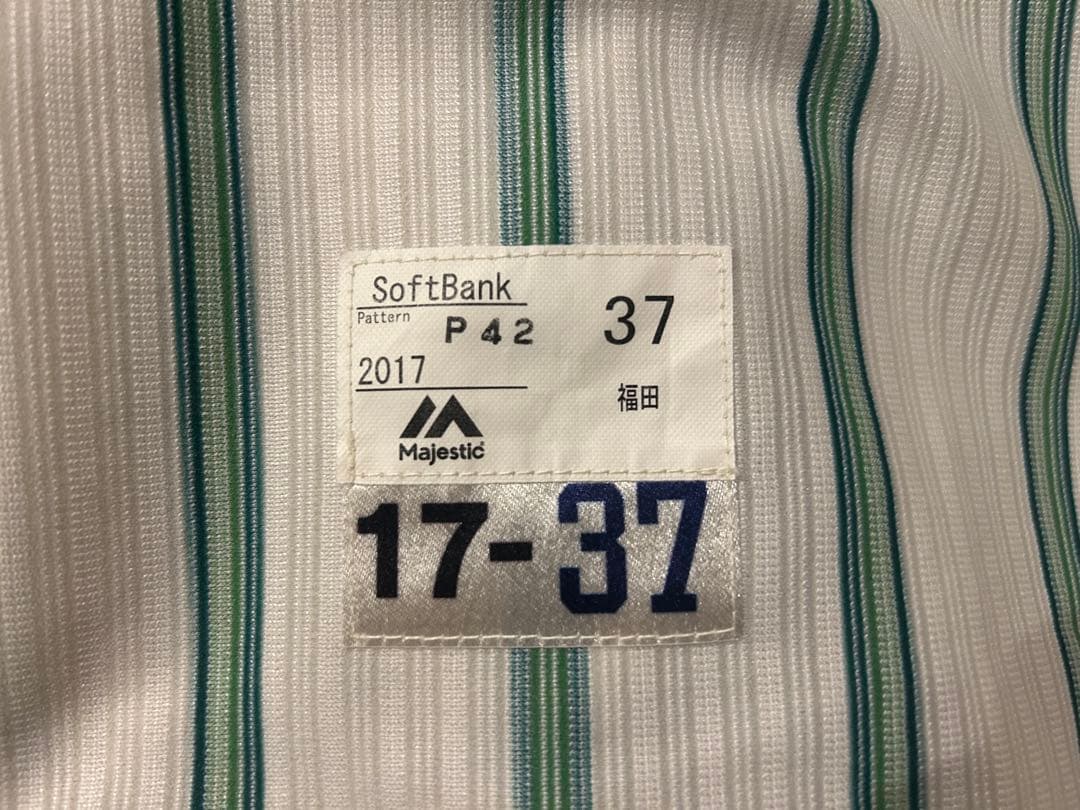 SoftBank
Pattern P42
37
2017
福田
Majestic
17-37